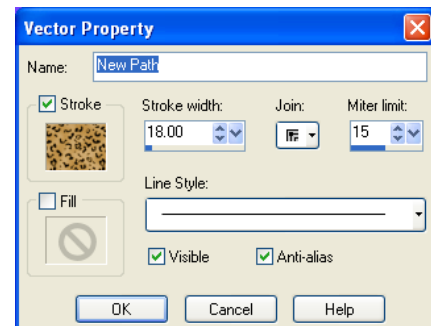 Vector Property
Name: New Path
Stroke Stroke width: Join: Miter limit:
18.00 15
Line Style:
Fill
Visible Anti-alias
OK Cancel Help